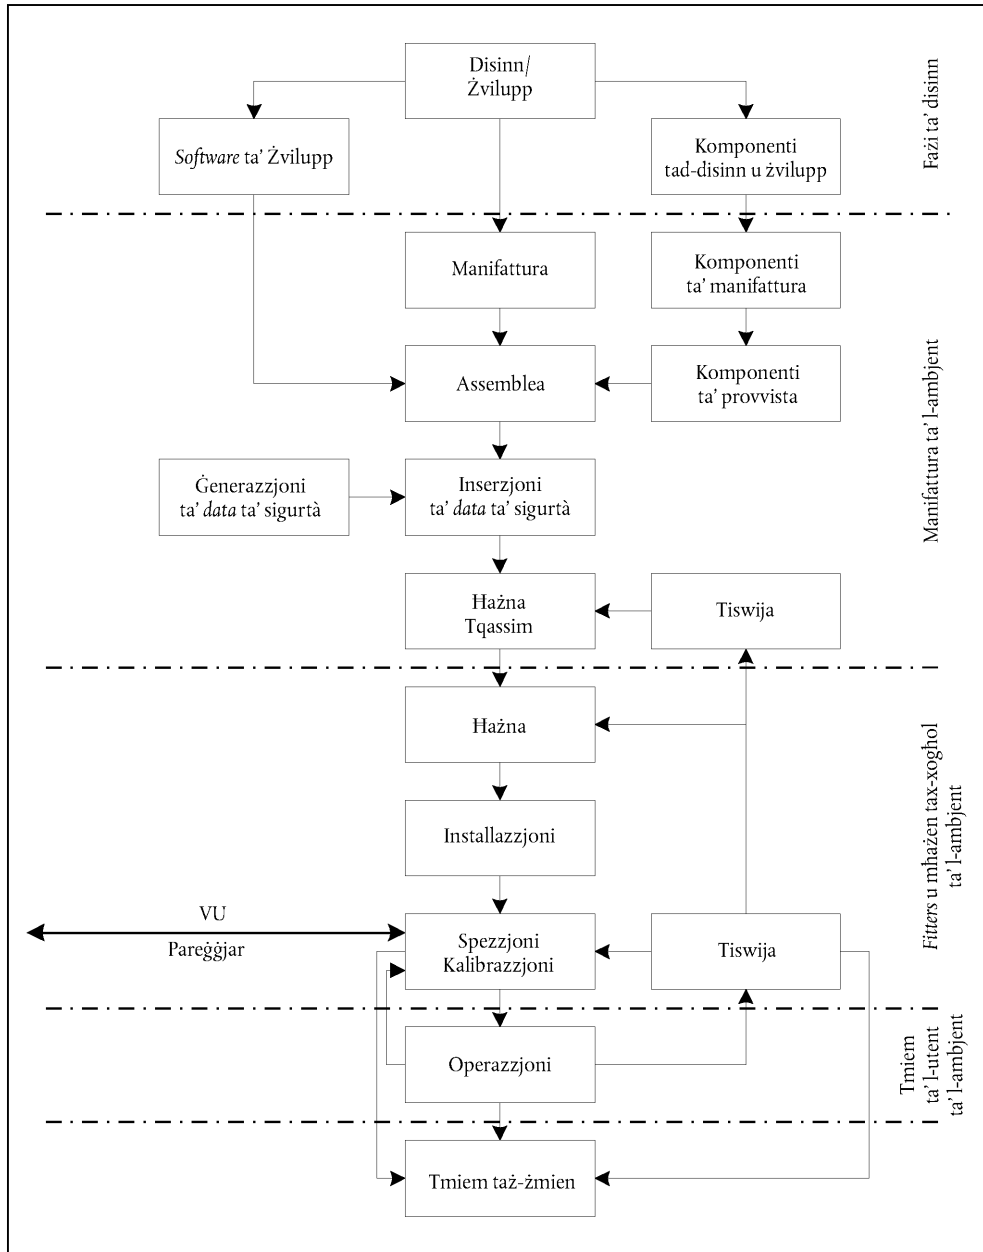 Disinn/
Żvilupp
Software ta’ Żvilupp
Komponenti
tad-disinn u żvilupp
Fażi ta’ disinn
Manifattura
Komponenti
ta’ manifattura
Assemblea
Komponenti
ta’ provvista
Ġenerazzjoni
ta’ data ta’ sigurtà
Inserzjoni
ta’ data ta’ sigurtà
Manifattura ta’ l-ambjent
Ħażna
Tqassim
Tiswija
Ħażna
Installazzjoni
Fitters u mħażen tax-xogħol
ta’ l-ambjent
VU
Pareġġjar
Spezzjoni
Kalibrazzjoni
Tiswija
Operazzjoni
Tmiem
ta’ l-utent
ta’ l-ambjent
Tmiem taż-żmien